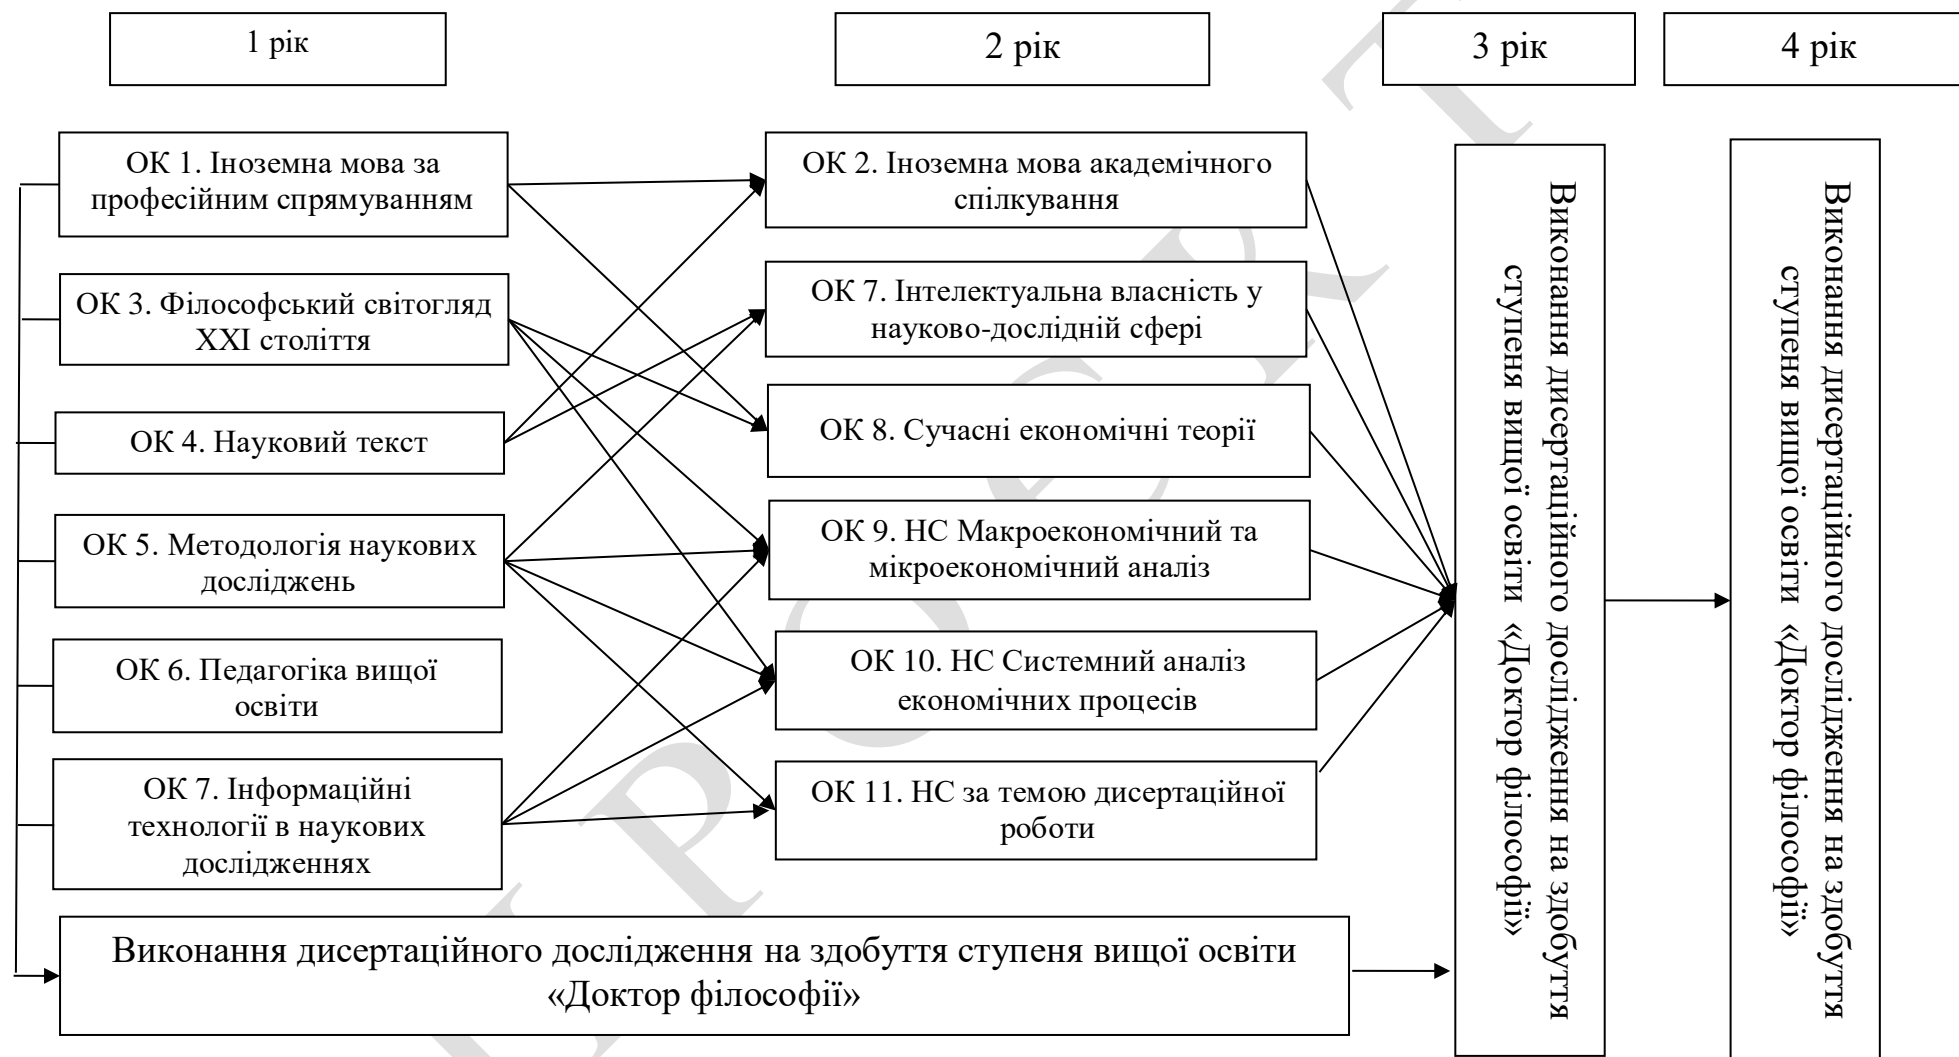 1 рік
2 рік
3 рік
4 рік
ОК 1. Іноземна мова за
професійним спрямуванням
ОК 3. Філософський світогляд
ХХІ століття
ОК 4. Науковий текст
ОК 5. Методологія наукових
досліджень
ОК 6. Педагогіка вищої
освіти
ОК 7. Інформаційні
технології в наукових
дослідженнях
ОК 2. Іноземна мова академічного
спілкування
ОК 7. Інтелектуальна власність у
науково-дослідній сфері
ОК 8. Сучасні економічні теорії
ОК 9. НС Макроекономічний та
мікроекономічний аналіз
ОК 10. НС Системний аналіз
економічних процесів
ОК 11. НС за темою дисертаційної
роботи
Виконання дисертаційного дослідження на здобуття ступеня вищої освіти
«Доктор філософії»
Виконання дисертаційного дослідження на здобуття
ступеня вищої освіти «Доктор філософії»
Виконання дисертаційного дослідження на здобуття
ступеня вищої освіти «Доктор філософії»